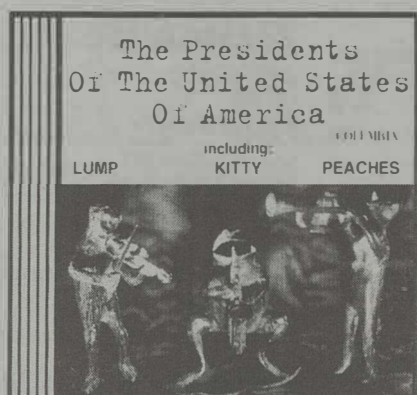 The Presidents
Of The United States
Of America
COLUMBIA
including:
LUMP KITTY PEACHES